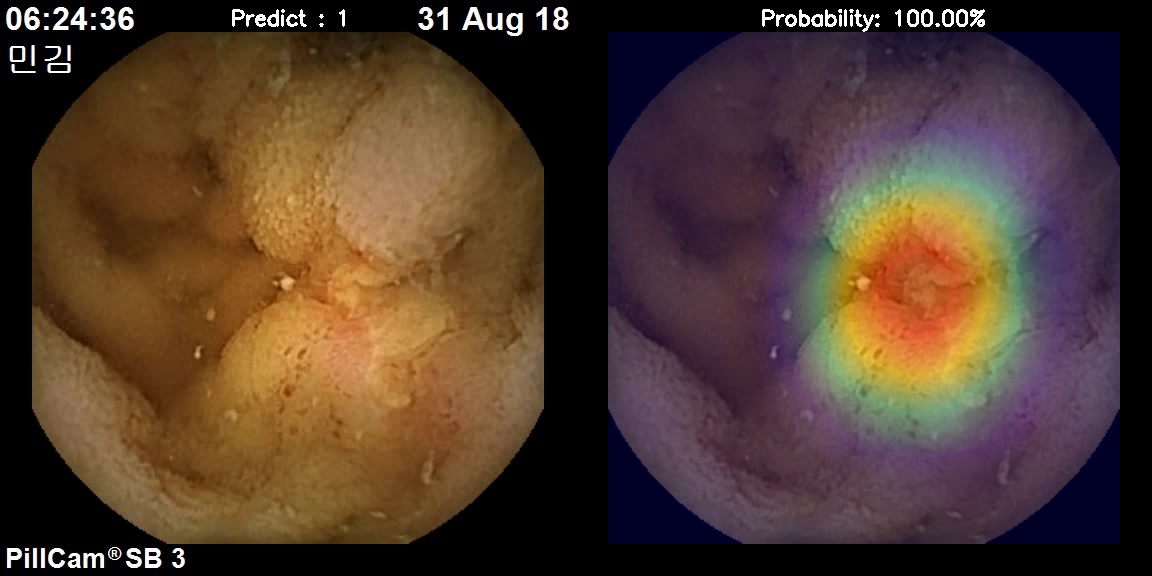 06:24:36 Predict : 1 31 Aug 18 Probability: 100.00%
민김
PillCam® SB 3